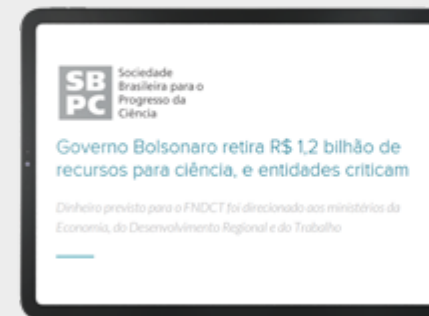 SB
PC
Sociedade
Brasileira para o
Progresso da
Ciência
Governo Bolsonaro retira R$ 1,2 bilhão de
recursos para ciência, e entidades criticam
Dinheiro previsto para o FNDCT foi direcionado aos ministérios da
Economia, do Desenvolvimento Regional e do Trabalho